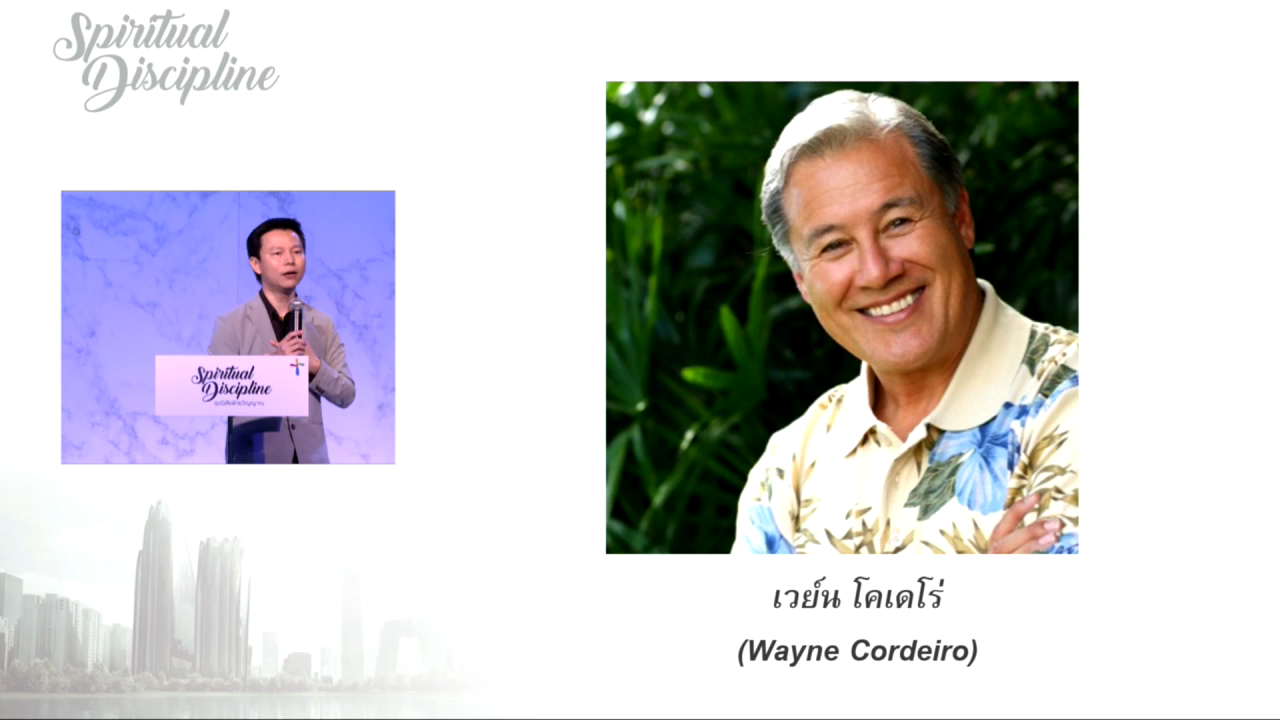 Spiritual
Discipline
Spiritual
Discipline
เวย์น โคเดโร่
(Wayne Cordeiro)